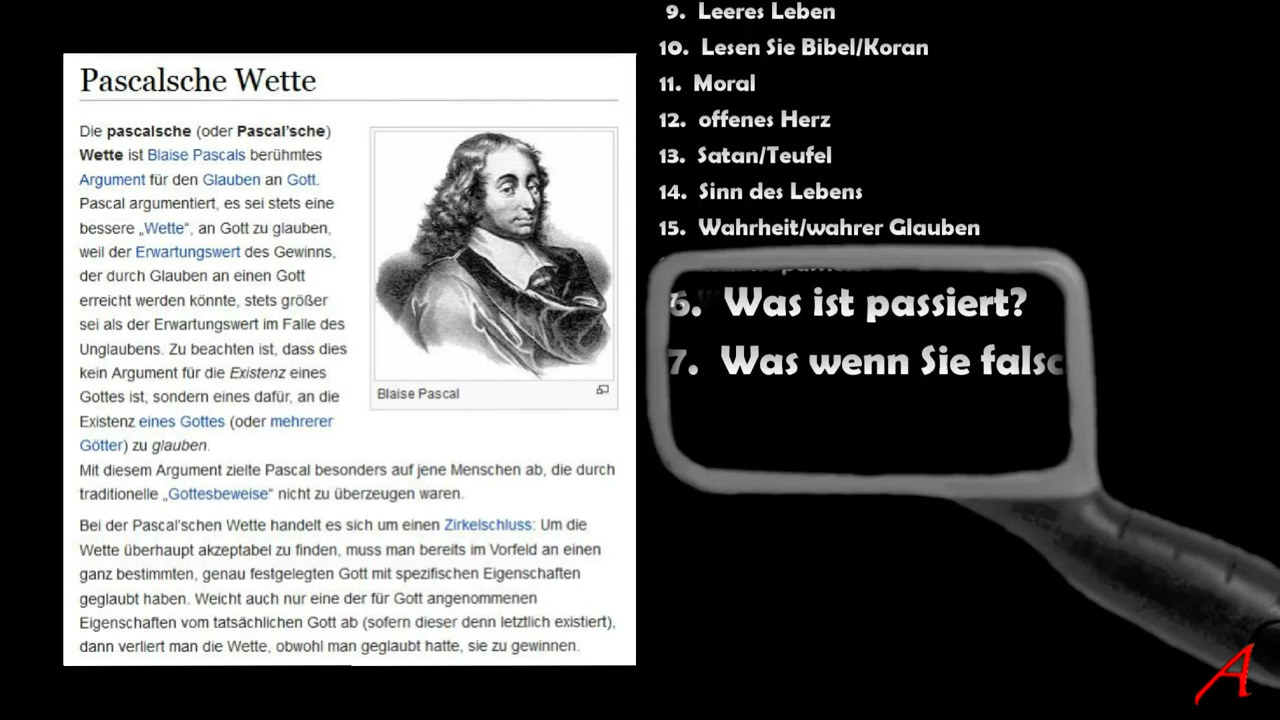 Pascalsche Wette
Die pascalsche (oder Pascal'sche)
Wette ist Blaise Pascals berühmtes
Argument für den Glauben an Gott.
Pascal argumentiert, es sei stets eine
bessere „Wette“, an Gott zu glauben,
weil der Erwartungswert des Gewinns,
der durch Glauben an einen Gott
erreicht werden könnte, stets größer
sei als der Erwartungswert im Falle des
Unglaubens. Zu beachten ist, dass dies
kein Argument für die Existenz eines
Gottes ist, sondern eines dafür, an die
Existenz eines Gottes (oder mehrerer
Götter) zu glauben.
Blaise Pascal
Mit diesem Argument zielte Pascal besonders auf jene Menschen ab, die durch
traditionelle „Gottesbeweise“ nicht zu überzeugen waren.
Bei der Pascal'schen Wette handelt es sich um einen Zirkelschluss: Um die
Wette überhaupt akzeptabel zu finden, muss man bereits im Vorfeld an einen
ganz bestimmten, genau festgelegten Gott mit spezifischen Eigenschaften
geglaubt haben. Weicht auch nur eine der für Gott angenommenen
Eigenschaften vom tatsächlichen Gott ab (sofern dieser denn letztlich existiert),
dann verliert man die Wette, obwohl man geglaubt hatte, sie zu gewinnen.
9. Leeres Leben
10. Lesen Sie Bibel/Koran
11. Moral
12. offenes Herz
13. Satan/Teufel
14. Sinn des Lebens
15. Wahrheit/wahrer Glauben
6. Was ist passiert?
7. Was wenn Sie falsc
A